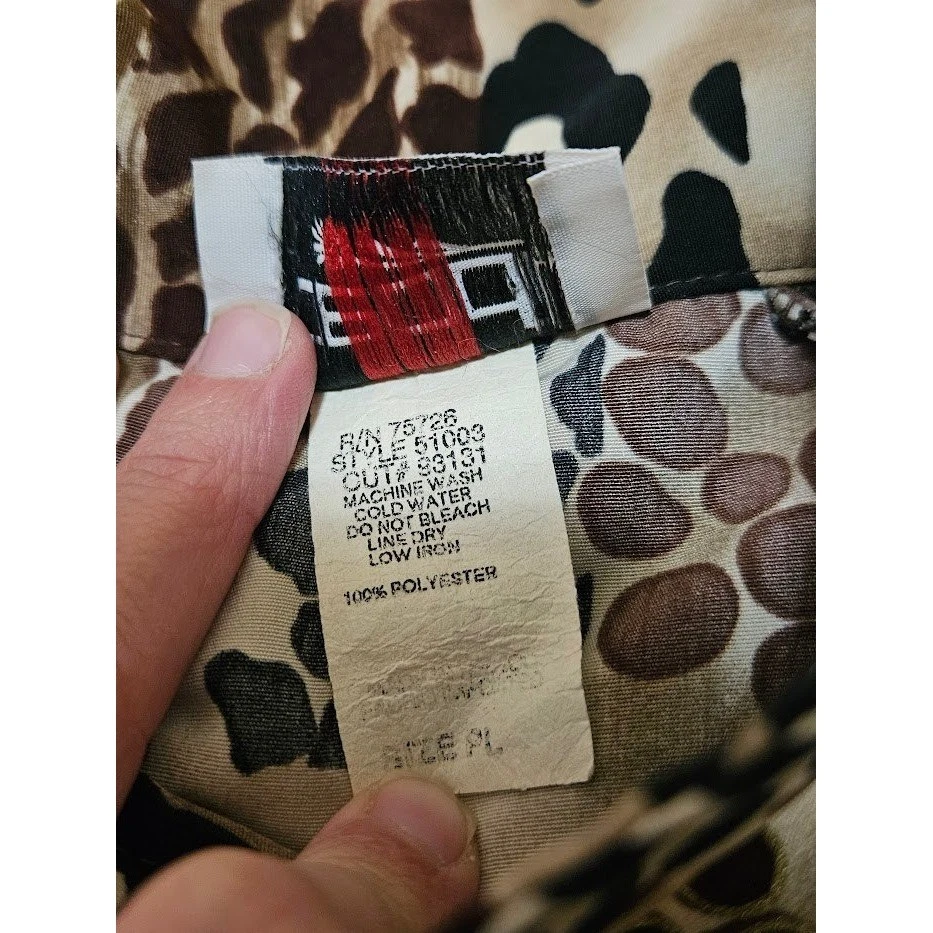 R/N 75726
STYLE 51003
CUT# 93131
MACHINE WASH
COLD WATER
DO NOT BLEACH
LINE DRY
LOW IRON
100% POLYESTER
SIZE PL